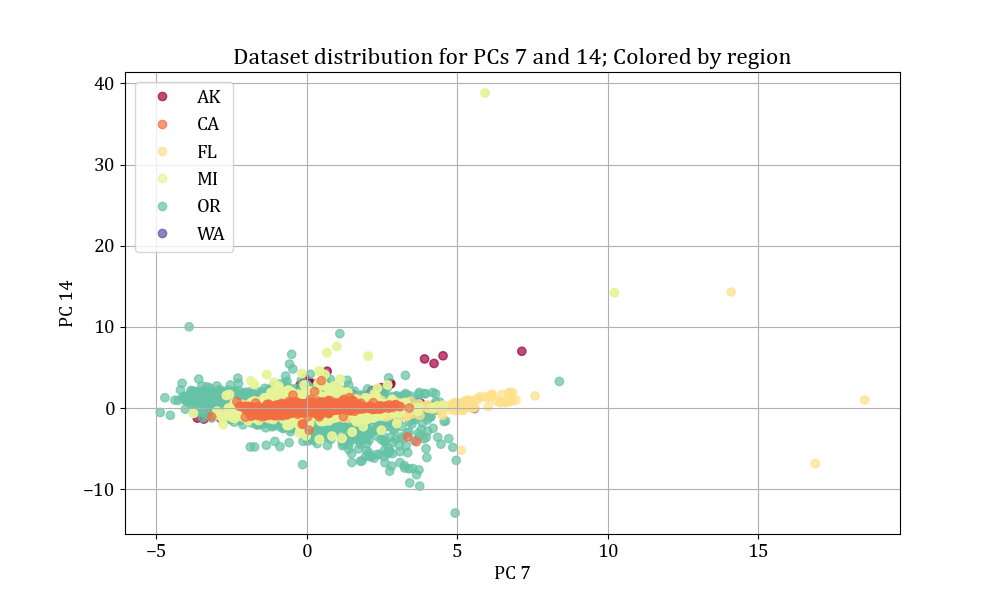 Dataset distribution for PCs 7 and 14; Colored by region
40
30
20
10
0
−10
PC 14
AK
CA
FL
MI
OR
WA
−5
0
5
10
15
PC 7